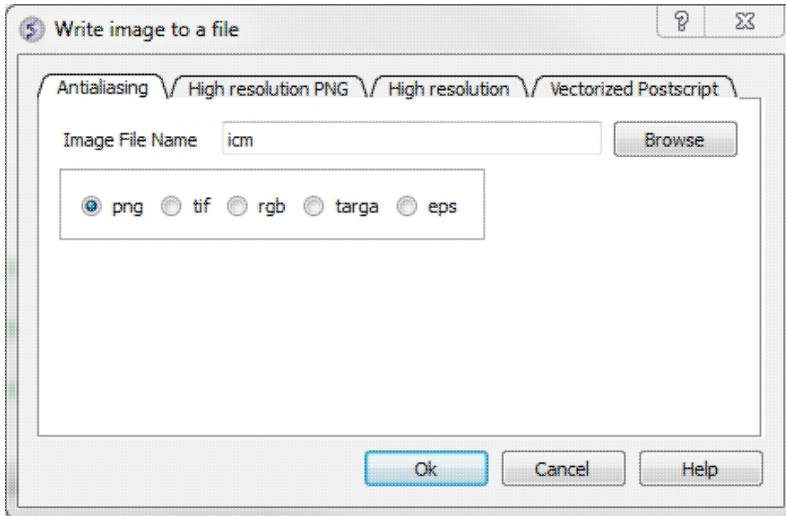 Write image to a file
Antialiasing High resolution PNG High resolution Vectorized Postscript
Image File Name icm Browse
png tif rgb targa eps
Ok Cancel Help